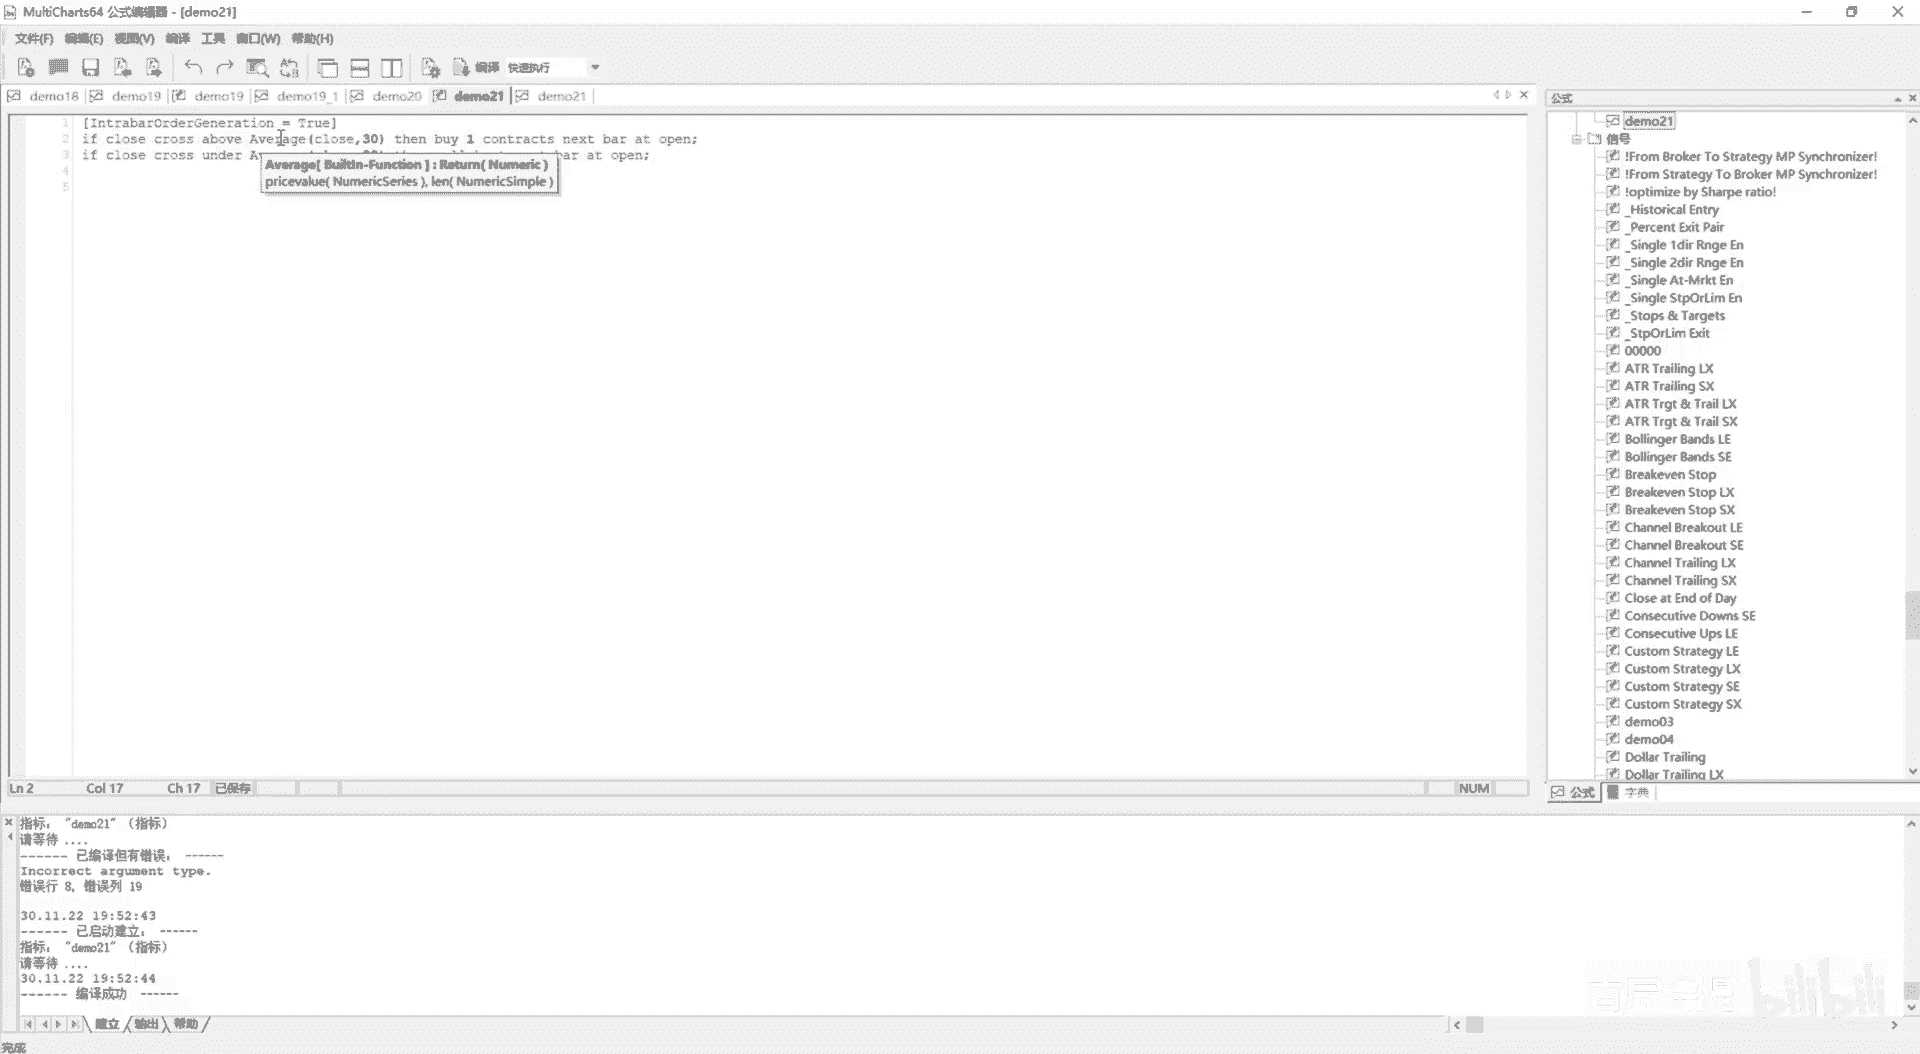 MultiCharts64 公式编辑器 - [demo21]
文件(F) 编辑(E) 视图(V) 编译 工具 窗口(W) 帮助(H)
编译 快速执行
demo18 demo19 demo19 demo19_1 demo20 demo21 demo21
1 [IntrabarOrderGeneration = True]
2 if close cross above Average(close,30) then buy 1 contracts next bar at open;
3 if close cross under bar at open;
4
5
Average[ BuiltIn-Function ] : Return( Numeric )
pricevalue( NumericSeries ), len( NumericSimple )
Ln 2 Col 17 Ch 17 已保存 NUM
公式
demo21
信号
!From Broker To Strategy MP Synchronizer!
!From Strategy To Broker MP Synchronizer!
!optimize by Sharpe ratio!
_Historical Entry
_Percent Exit Pair
_Single 1dir Rnge En
_Single 2dir Rnge En
_Single At-Mrkt En
_Single StpOrLim En
_Stops & Targets
_StpOrLim Exit
00000
ATR Trailing LX
ATR Trailing SX
ATR Trgt & Trail LX
ATR Trgt & Trail SX
Bollinger Bands LE
Bollinger Bands SE
Breakeven Stop
Breakeven Stop LX
Breakeven Stop SX
Channel Breakout LE
Channel Breakout SE
Channel Trailing LX
Channel Trailing SX
Close at End of Day
Consecutive Downs SE
Consecutive Ups LE
Custom Strategy LE
Custom Strategy LX
Custom Strategy SE
Custom Strategy SX
demo03
demo04
Dollar Trailing
Dollar Trailing LX
公式 字典
指标: "demo21" (指标)
请等待 ....
------ 已编译但有错误: ------
Incorrect argument type.
错误行 8, 错误列 19
30.11.22 19:52:43
------ 已启动建立: ------
指标: "demo21" (指标)
请等待 ....
30.11.22 19:52:44
------ 编译成功 ------
建立 输出 帮助
完成
bilibili